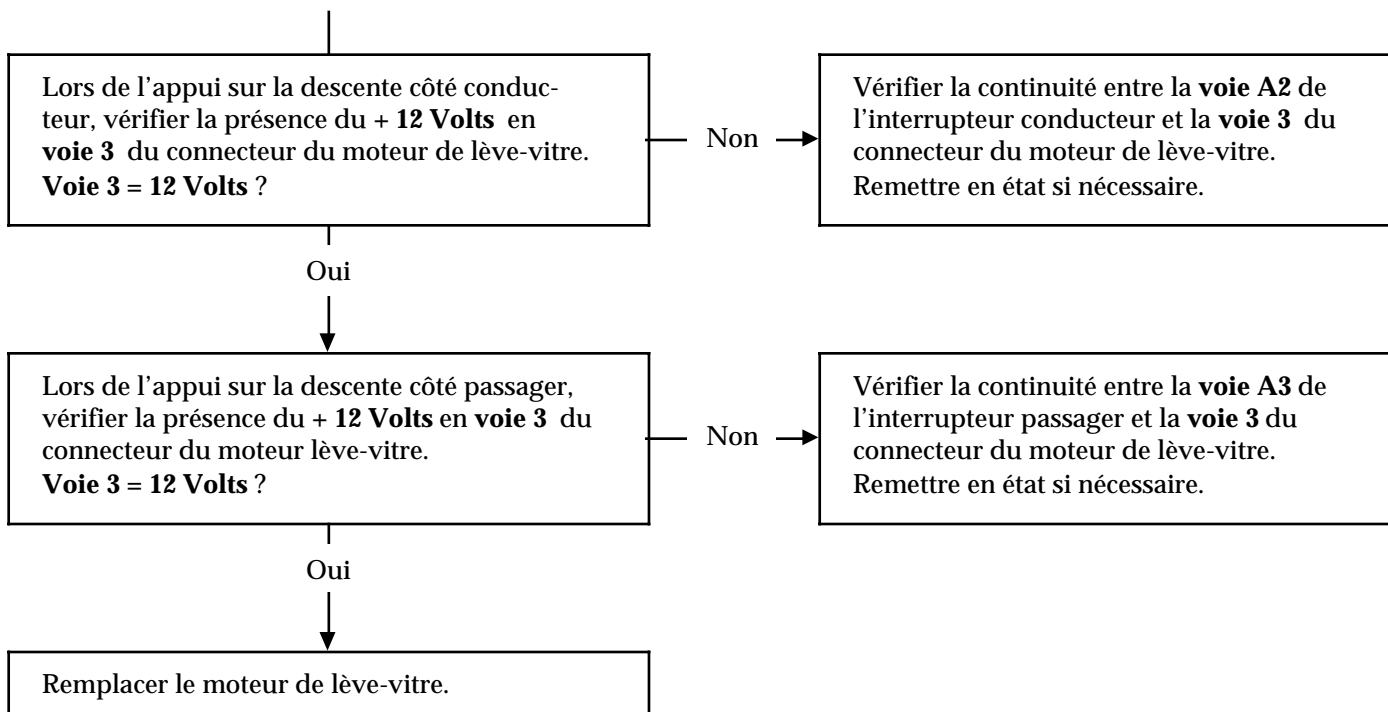 Lors de l'appui sur la descente côté conduc-
teur, vérifier la présence du + 12 Volts en
voie 3 du connecteur du moteur de lève-vitre.
Voie 3 = 12 Volts ?
Non
Vérifier la continuité entre la voie A2 de
l'interrupteur conducteur et la voie 3 du
connecteur du moteur de lève-vitre.
Remettre en état si nécessaire.
Oui
Lors de l'appui sur la descente côté passager,
vérifier la présence du + 12 Volts en voie 3 du
connecteur du moteur lève-vitre.
Voie 3 = 12 Volts ?
Non
Vérifier la continuité entre la voie A3 de
l'interrupteur passager et la voie 3 du
connecteur du moteur de lève-vitre.
Remettre en état si nécessaire.
Oui
Remplacer le moteur de lève-vitre.